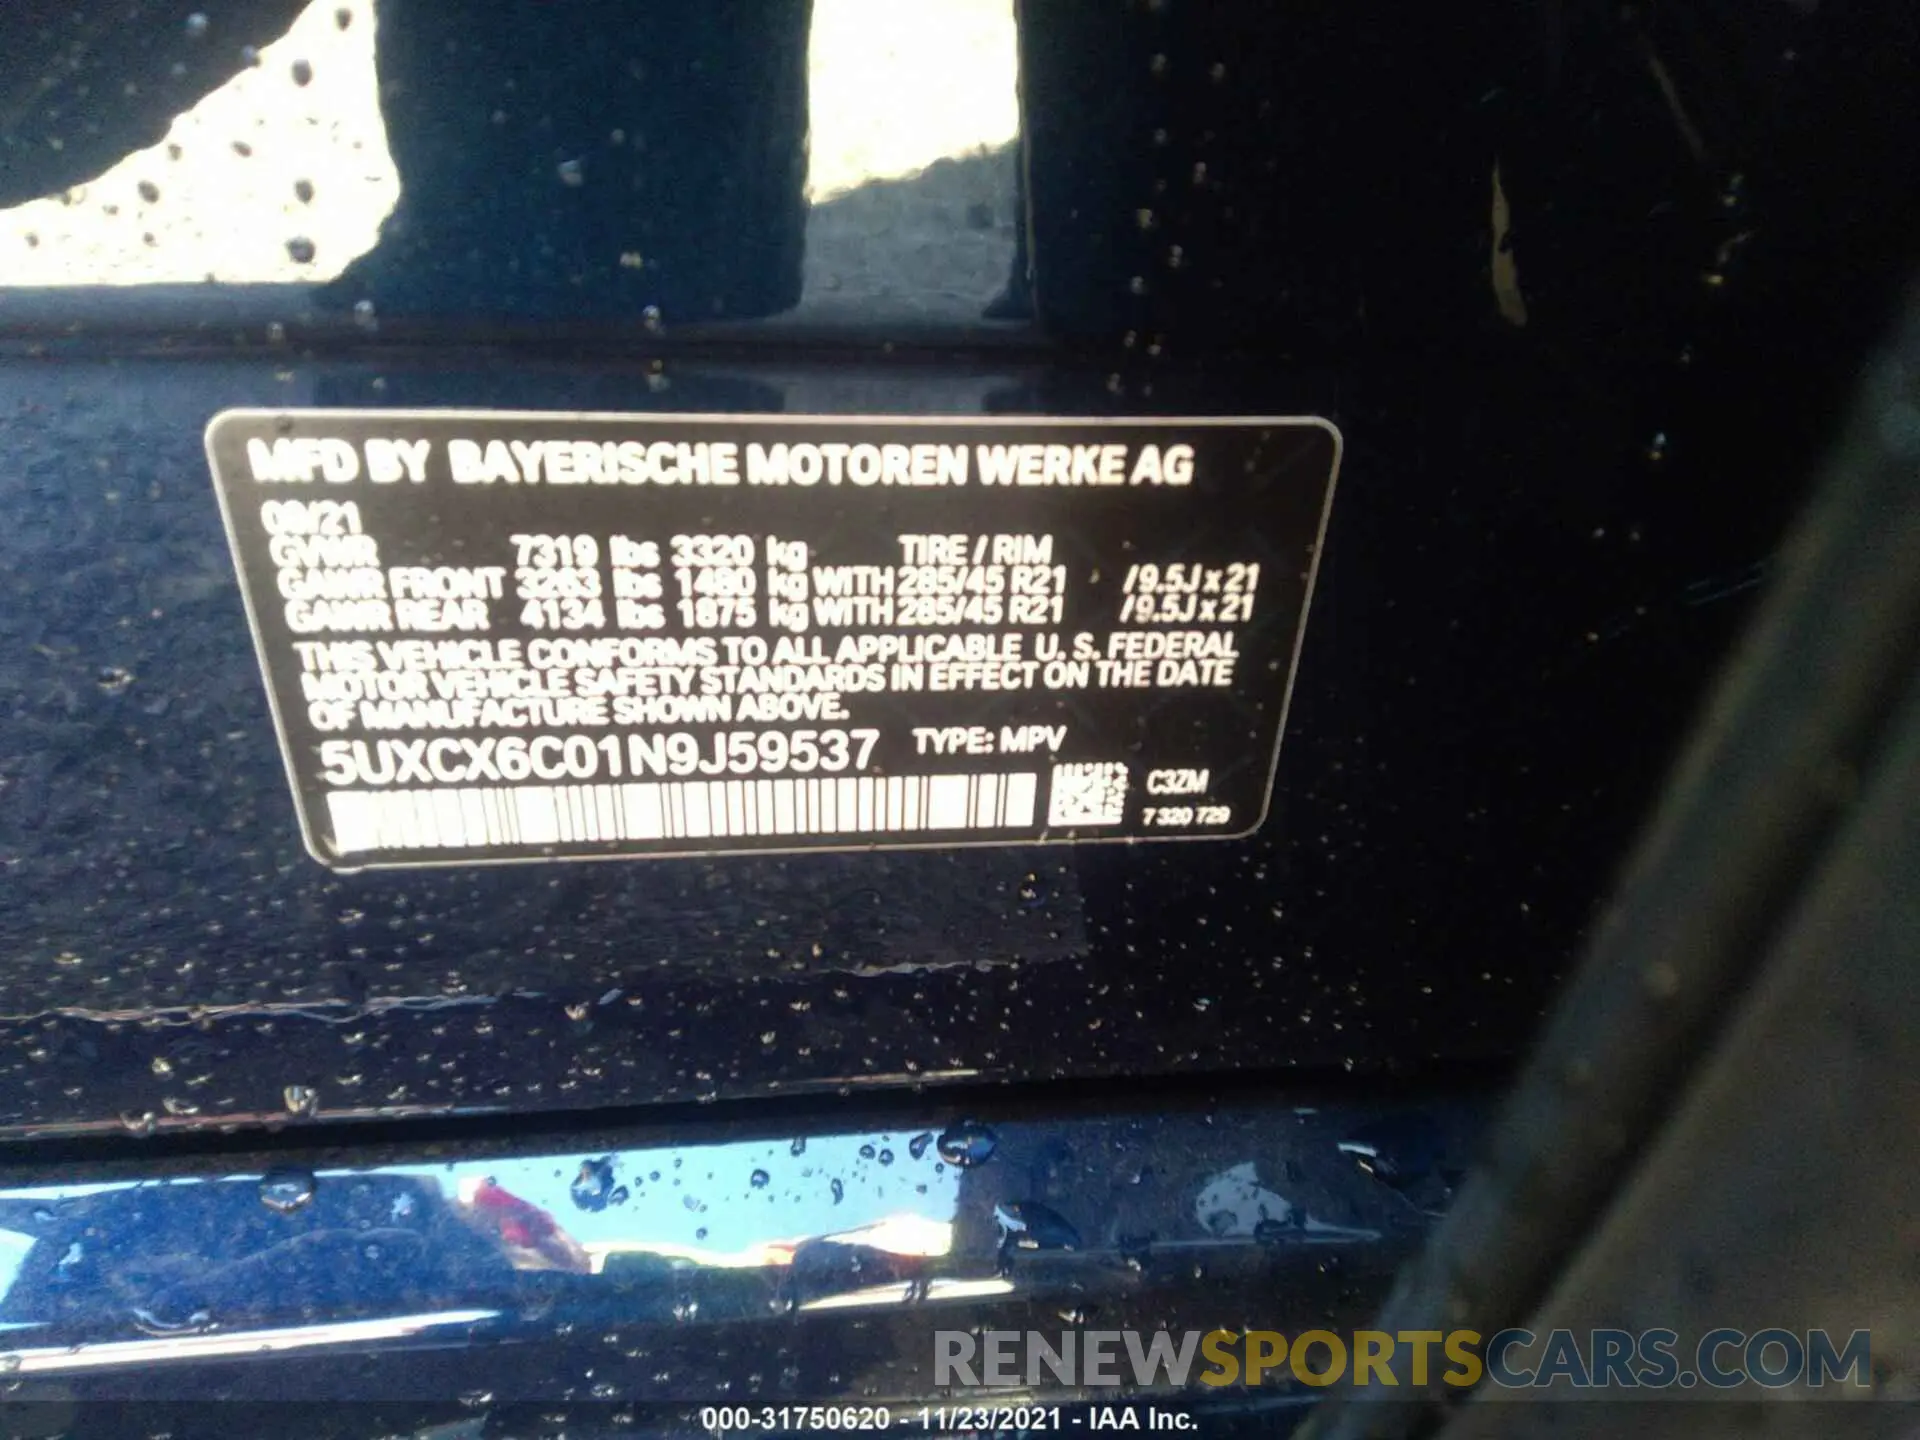 MFD BY BAYERISCHE MOTOREN WERKE AG
09/21
GVWR 7319 lbs 3320 kg TIRE / RIM
GAWR FRONT 3263 lbs 1480 kg WITH 285/45 R21 /9.5J x 21
GAWR REAR 4134 lbs 1875 kg WITH 285/45 R21 /9.5J x 21
THIS VEHICLE CONFORMS TO ALL APPLICABLE U. S. FEDERAL
MOTOR VEHICLE SAFETY STANDARDS IN EFFECT ON THE DATE
OF MANUFACTURE SHOWN ABOVE.
5UXCX6C01N9J59537 TYPE: MPV
C3ZM
7 320 729
RENEWSPORTSCARS.COM
000-31750620 - 11/23/2021 - IAA Inc.